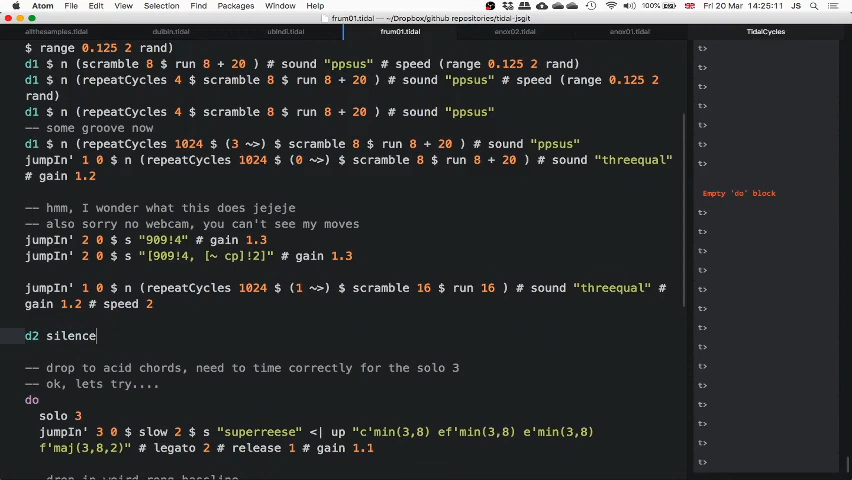 Atom File Edit View Selection Find Packages Window Help 100% Fri 20 Mar 14:25:11 JS
frum01.tidal — ~/Dropbox/github repositories/tidal-jsgit
allthesamples.tidal duibin.tidal ubindi.tidal frum01.tidal enox02.tidal anox01.tidal TidalCycles
$ range 0.125 2 rand)
d1 $ n (scramble 8 $ run 8 + 20 ) # sound "ppsus" # speed (range 0.125 2 rand)
d1 $ n (repeatCycles 4 $ scramble 8 $ run 8 + 20 ) # sound "ppsus" # speed (range 0.125 2
rand)
d1 $ n (repeatCycles 4 $ scramble 8 $ run 8 + 20 ) # sound "ppsus"
-- some groove now
d1 $ n (repeatCycles 1024 $ (3 ~>) $ scramble 8 $ run 8 + 20 ) # sound "ppsus"
jumpIn' 1 0 $ n (repeatCycles 1024 $ (0 ~>) $ scramble 8 $ run 8 + 20 ) # sound "threequal"
# gain 1.2
-- hmm, I wonder what this does jejeje
-- also sorry no webcam, you can't see my moves
jumpIn' 2 0 $ s "909!4" # gain 1.3
jumpIn' 2 0 $ s "[909!4, [~ cp]!2]" # gain 1.3
jumpIn' 2 0 $ n (repeatCycles 1024 $ (1 ~>) $ scramble 16 $ run 16 ) # sound "threequal" #
gain 1.2 # speed 2
d2 silence
-- drop to acid chords, need to time correctly for the solo 3
-- ok, lets try....
do
solo 3
jumpIn' 3 0 $ slow 2 $ s "superreese" <| up "c'min(3,8) ef'min(3,8) e'min(3,8)
f'maj(3,8,2)" # legato 2 # release 1 # gain 1.1
t>
t>
t>
t>
t>
t>
t>
Empty 'do' block
t>
t>
t>
t>
t>
t>
t>
t>
t>
t>
t>
t>
t>
t>